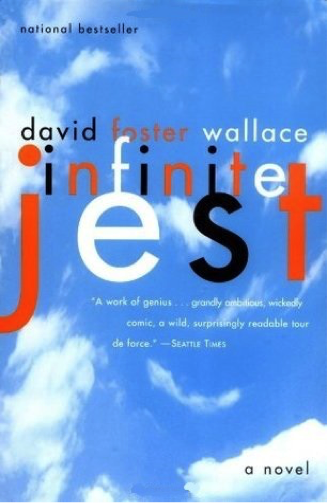 national bestseller
david foster wallace
infinite
jest
"A work of genius . . . grandly ambitious, wickedly
comic, a wild, surprisingly readable tour
de force." —SEATTLE TIMES
a novel